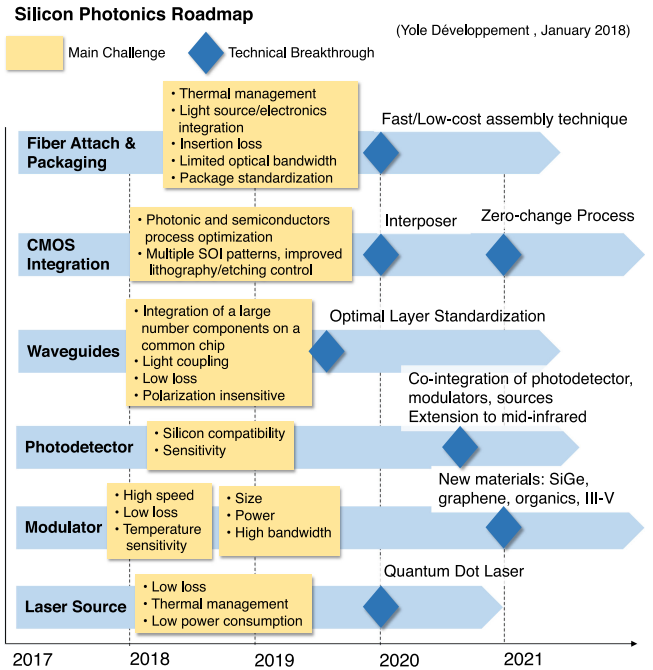 Silicon Photonics Roadmap
(Yole Développement , January 2018)
Main Challenge
Technical Breakthrough
Fiber Attach &
Packaging
• Thermal management
• Light source/electronics
integration
• Insertion loss
• Limited optical bandwidth
• Package standardization
Fast/Low-cost assembly technique
CMOS
Integration
• Photonic and semiconductors
process optimization
• Multiple SOI patterns, improved
lithography/etching control
Interposer
Zero-change Process
Waveguides
• Integration of a large
number components on a
common chip
• Light coupling
• Low loss
• Polarization insensitive
Optimal Layer Standardization
Photodetector
• Silicon compatibility
• Sensitivity
Co-integration of photodetector,
modulators, sources
Extension to mid-infrared
Modulator
• High speed
• Low loss
• Temperature
sensitivity
• Size
• Power
• High bandwidth
New materials: SiGe,
graphene, organics, III-V
Laser Source
• Low loss
• Thermal management
• Low power consumption
Quantum Dot Laser
2017
2018
2019
2020
2021